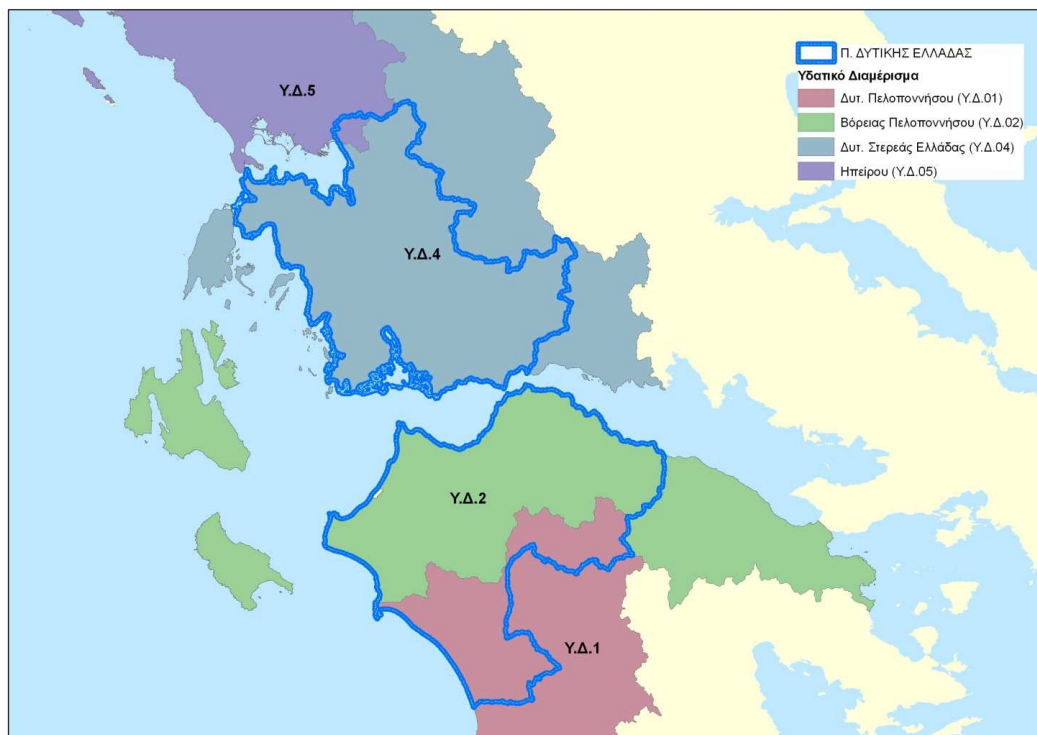 Π. ΔΥΤΙΚΗΣ ΕΛΛΑΔΑΣ
Υδατικό Διαμέρισμα
Δυτ. Πελοποννήσου (Υ.Δ.01)
Βόρειας Πελοποννήσου (Υ.Δ.02)
Δυτ. Στερεάς Ελλάδας (Υ.Δ.04)
Ηπείρου (Υ.Δ.05)
Υ.Δ.5
Υ.Δ.4
Υ.Δ.2
Υ.Δ.1